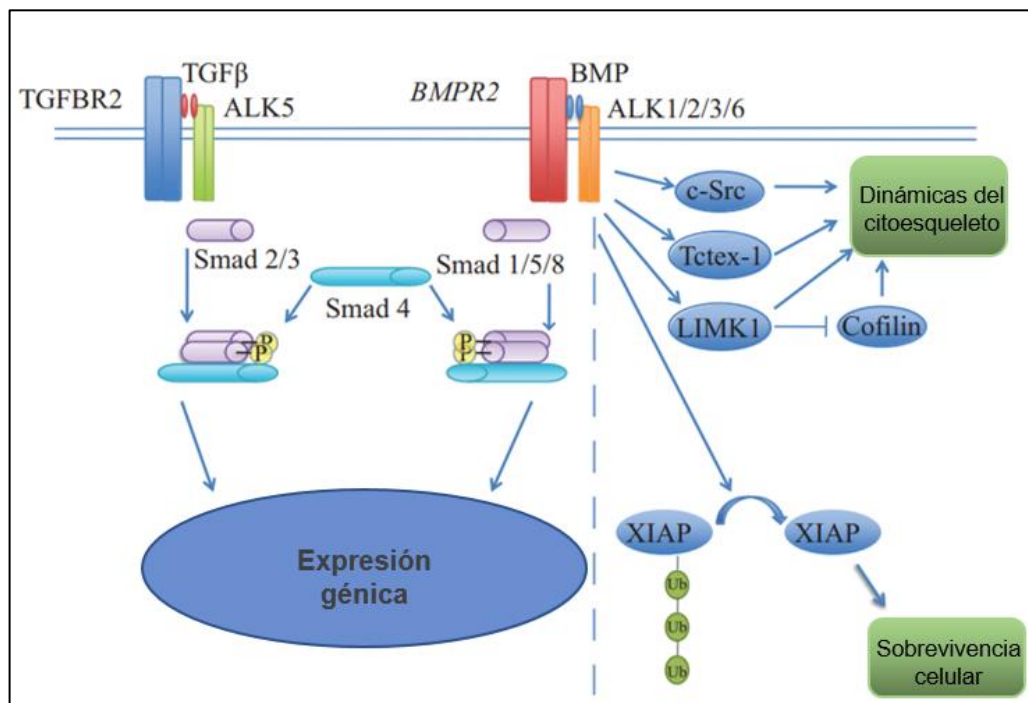 TGFβ
TGFBR2
ALK5
BMP
BMPR2
ALK1/2/3/6
c-Src
Dinámicas del
citoesqueleto
Tctex-1
Smad 2/3
Smad 1/5/8
Smad 4
LIMK1
Cofilin
P
P
P
P
Expresión
génica
XIAP
XIAP
Ub
Ub
Ub
Sobrevivencia
celular